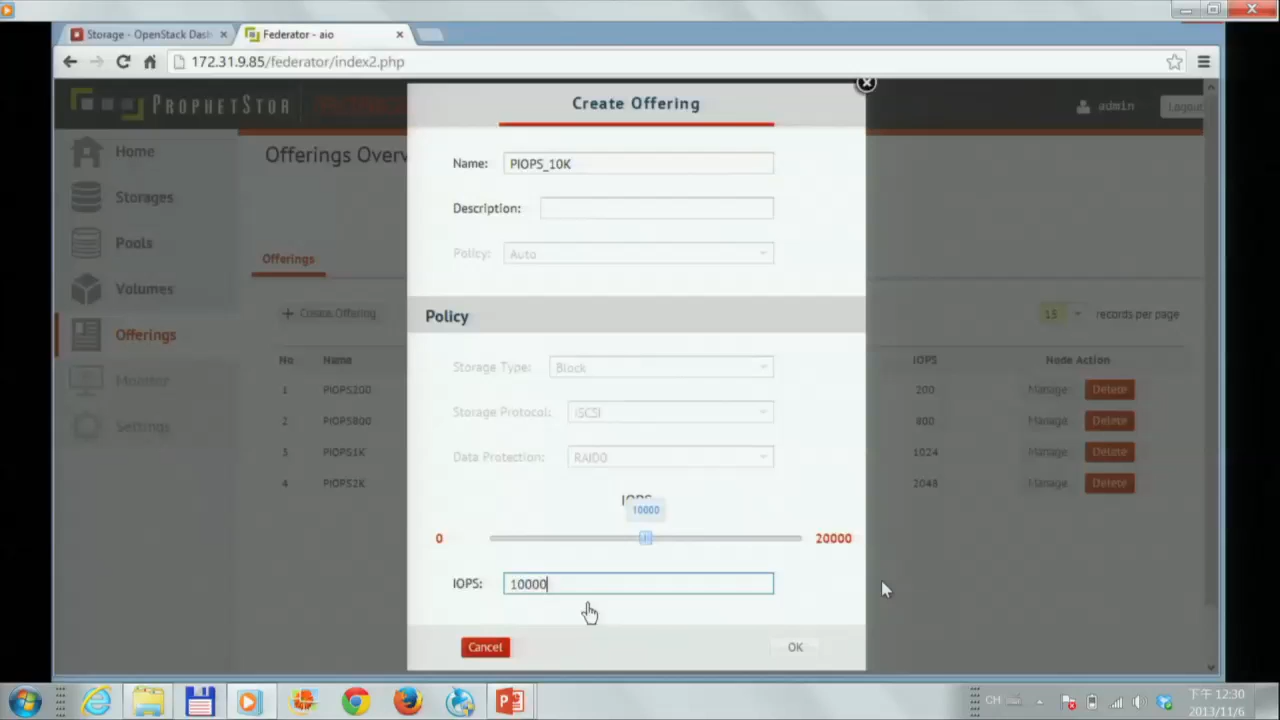 Storage - OpenStack Dash
Federator - aio
172.31.9.85/federator/index2.php
PROPHETSTOR
admin
Logout
Create Offering
Home
Storages
Pools
Volumes
Offerings
Monitor
Settings
Offerings Overv
Offerings
+ Create Offering
15 records per page
No Name IOPS Node Action
1 PIOPS200 200 Manage Delete
2 PIOPS800 800 Manage Delete
3 PIOPS1K 1024 Manage Delete
4 PIOPS2K 2048 Manage Delete
Name: PIOPS_10K
Description:
Policy: Auto
Policy
Storage Type: Block
Storage Protocol: iSCSI
Data Protection: RAID0
IOPS
10000
0 20000
IOPS: 10000
Cancel OK
CH
下午 12:30
2013/11/6